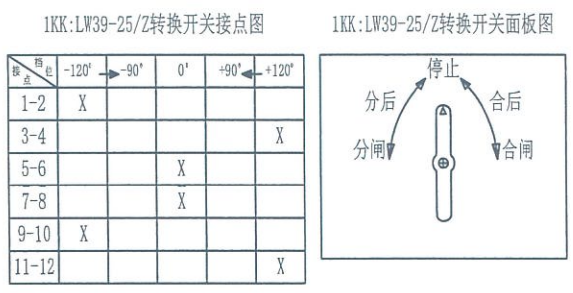 1KK:LW39-25/Z转换开关接点图
1KK:LW39-25/Z转换开关面板图
接点 档位 -120° -90° 0° +90° +120°
1-2 X
3-4 X
5-6 X
7-8 X
9-10 X
11-12 X
停止
分后 合后
分闸 合闸